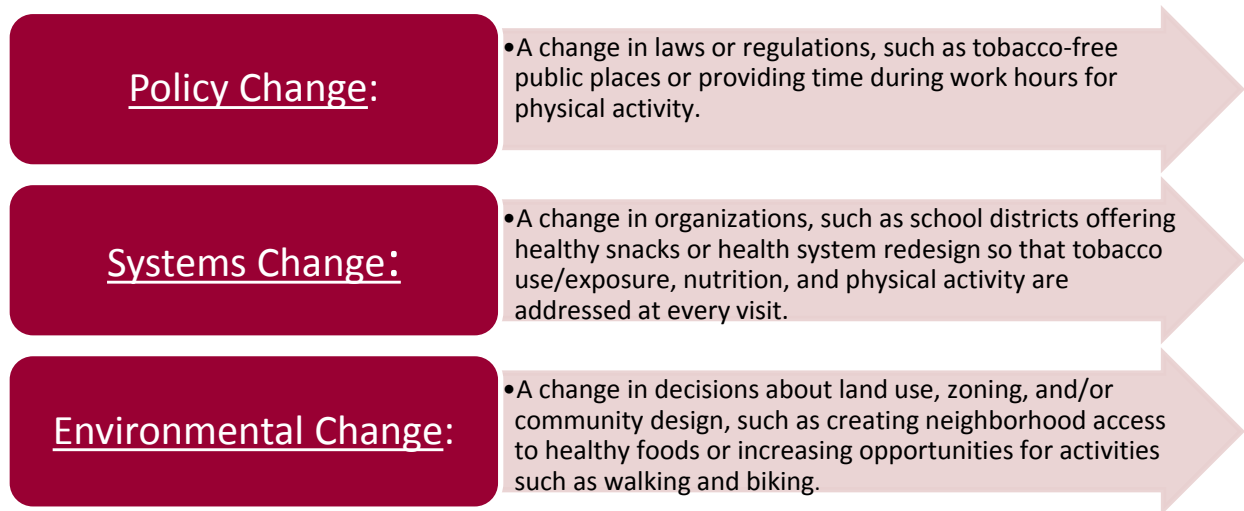 Policy Change:
•A change in laws or regulations, such as tobacco-free
public places or providing time during work hours for
physical activity.
Systems Change:
•A change in organizations, such as school districts offering
healthy snacks or health system redesign so that tobacco
use/exposure, nutrition, and physical activity are
addressed at every visit.
Environmental Change:
•A change in decisions about land use, zoning, and/or
community design, such as creating neighborhood access
to healthy foods or increasing opportunities for activities
such as walking and biking.